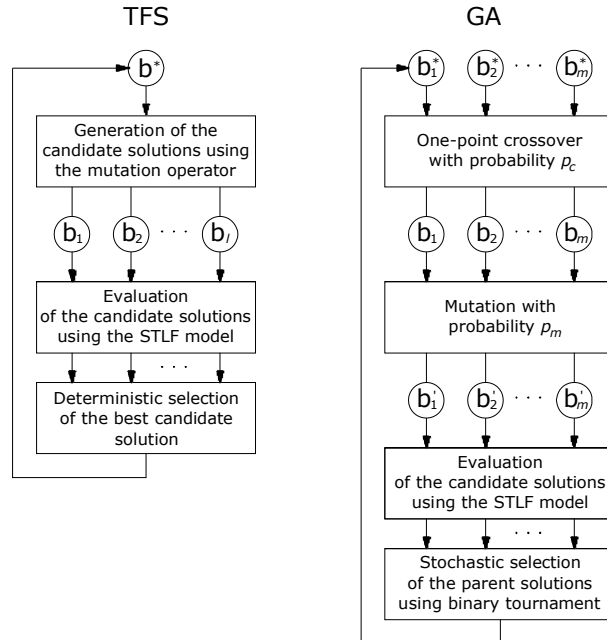 TFS
b*
Generation of the
candidate solutions using
the mutation operator
b₁ b₂ · · · bₗ
Evaluation
of the candidate solutions
using the STLF model
· · ·
Deterministic selection
of the best candidate
solution
GA
b₁* b₂* · · · bₘ*
One-point crossover
with probability p_c
b₁ b₂ · · · bₘ
Mutation with
probability pₘ
b₁' b₂' · · · bₘ'
Evaluation
of the candidate solutions
using the STLF model
· · ·
Stochastic selection
of the parent solutions
using binary tournament